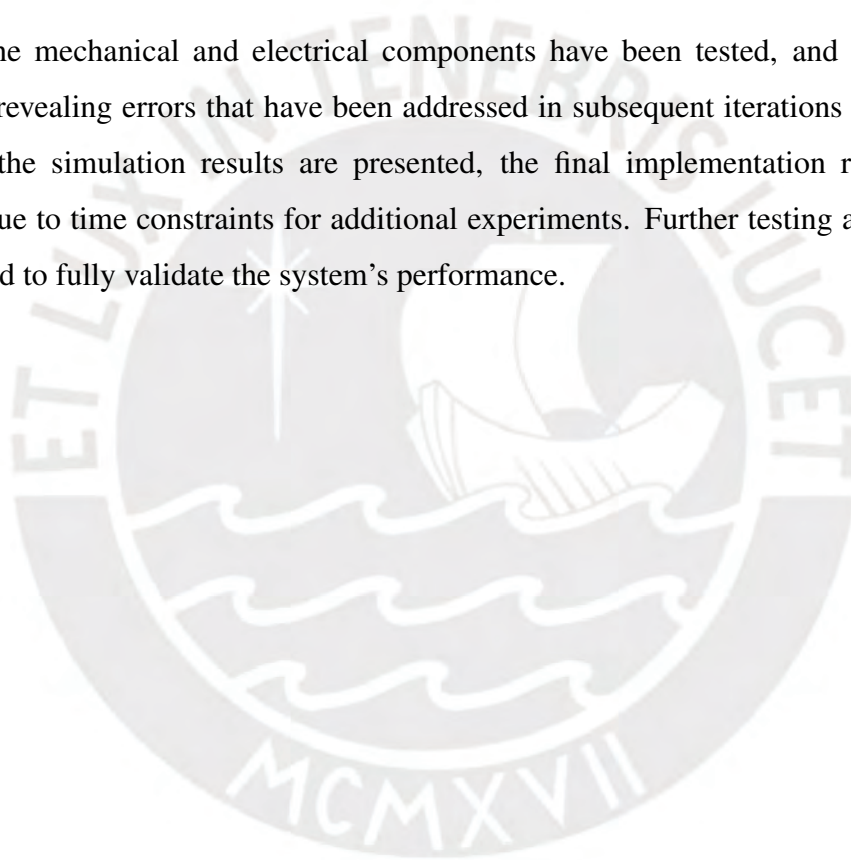 he mechanical and electrical components have been tested, and
revealing errors that have been addressed in subsequent iterations
the simulation results are presented, the final implementation r
ue to time constraints for additional experiments. Further testing a
d to fully validate the system's performance.
ET LUX IN TENEBRIS LUCET
MCMXVII